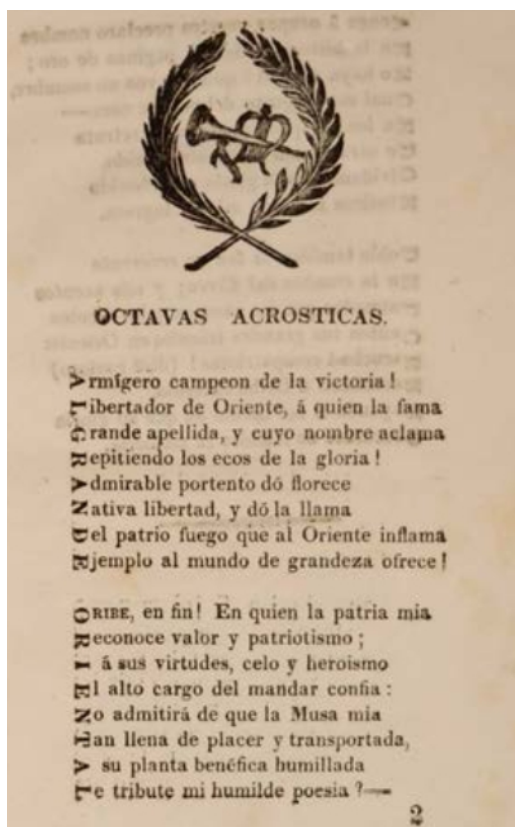 OCTAVAS ACROSTICAS.
Armígero campeon de la victoria!
Libertador de Oriente, á quien la fama
Grande apellida, y cuyo nombre aclama
Repitiendo los ecos de la gloria!
Admirable portento dó florece
Nativa libertad, y dó la llama
Del patrio fuego que al Oriente inflama
Ejemplo al mundo de grandeza ofrece!
ORIBE, en fin! En quien la patria mia
Reconoce valor y patriotismo;
I á sus virtudes, celo y heroismo
El alto cargo del mandar confia:
No admitirá de que la Musa mia
Tan llena de placer y transportada,
A su planta benéfica humillada
Le tribute mi humilde poesia?—
2